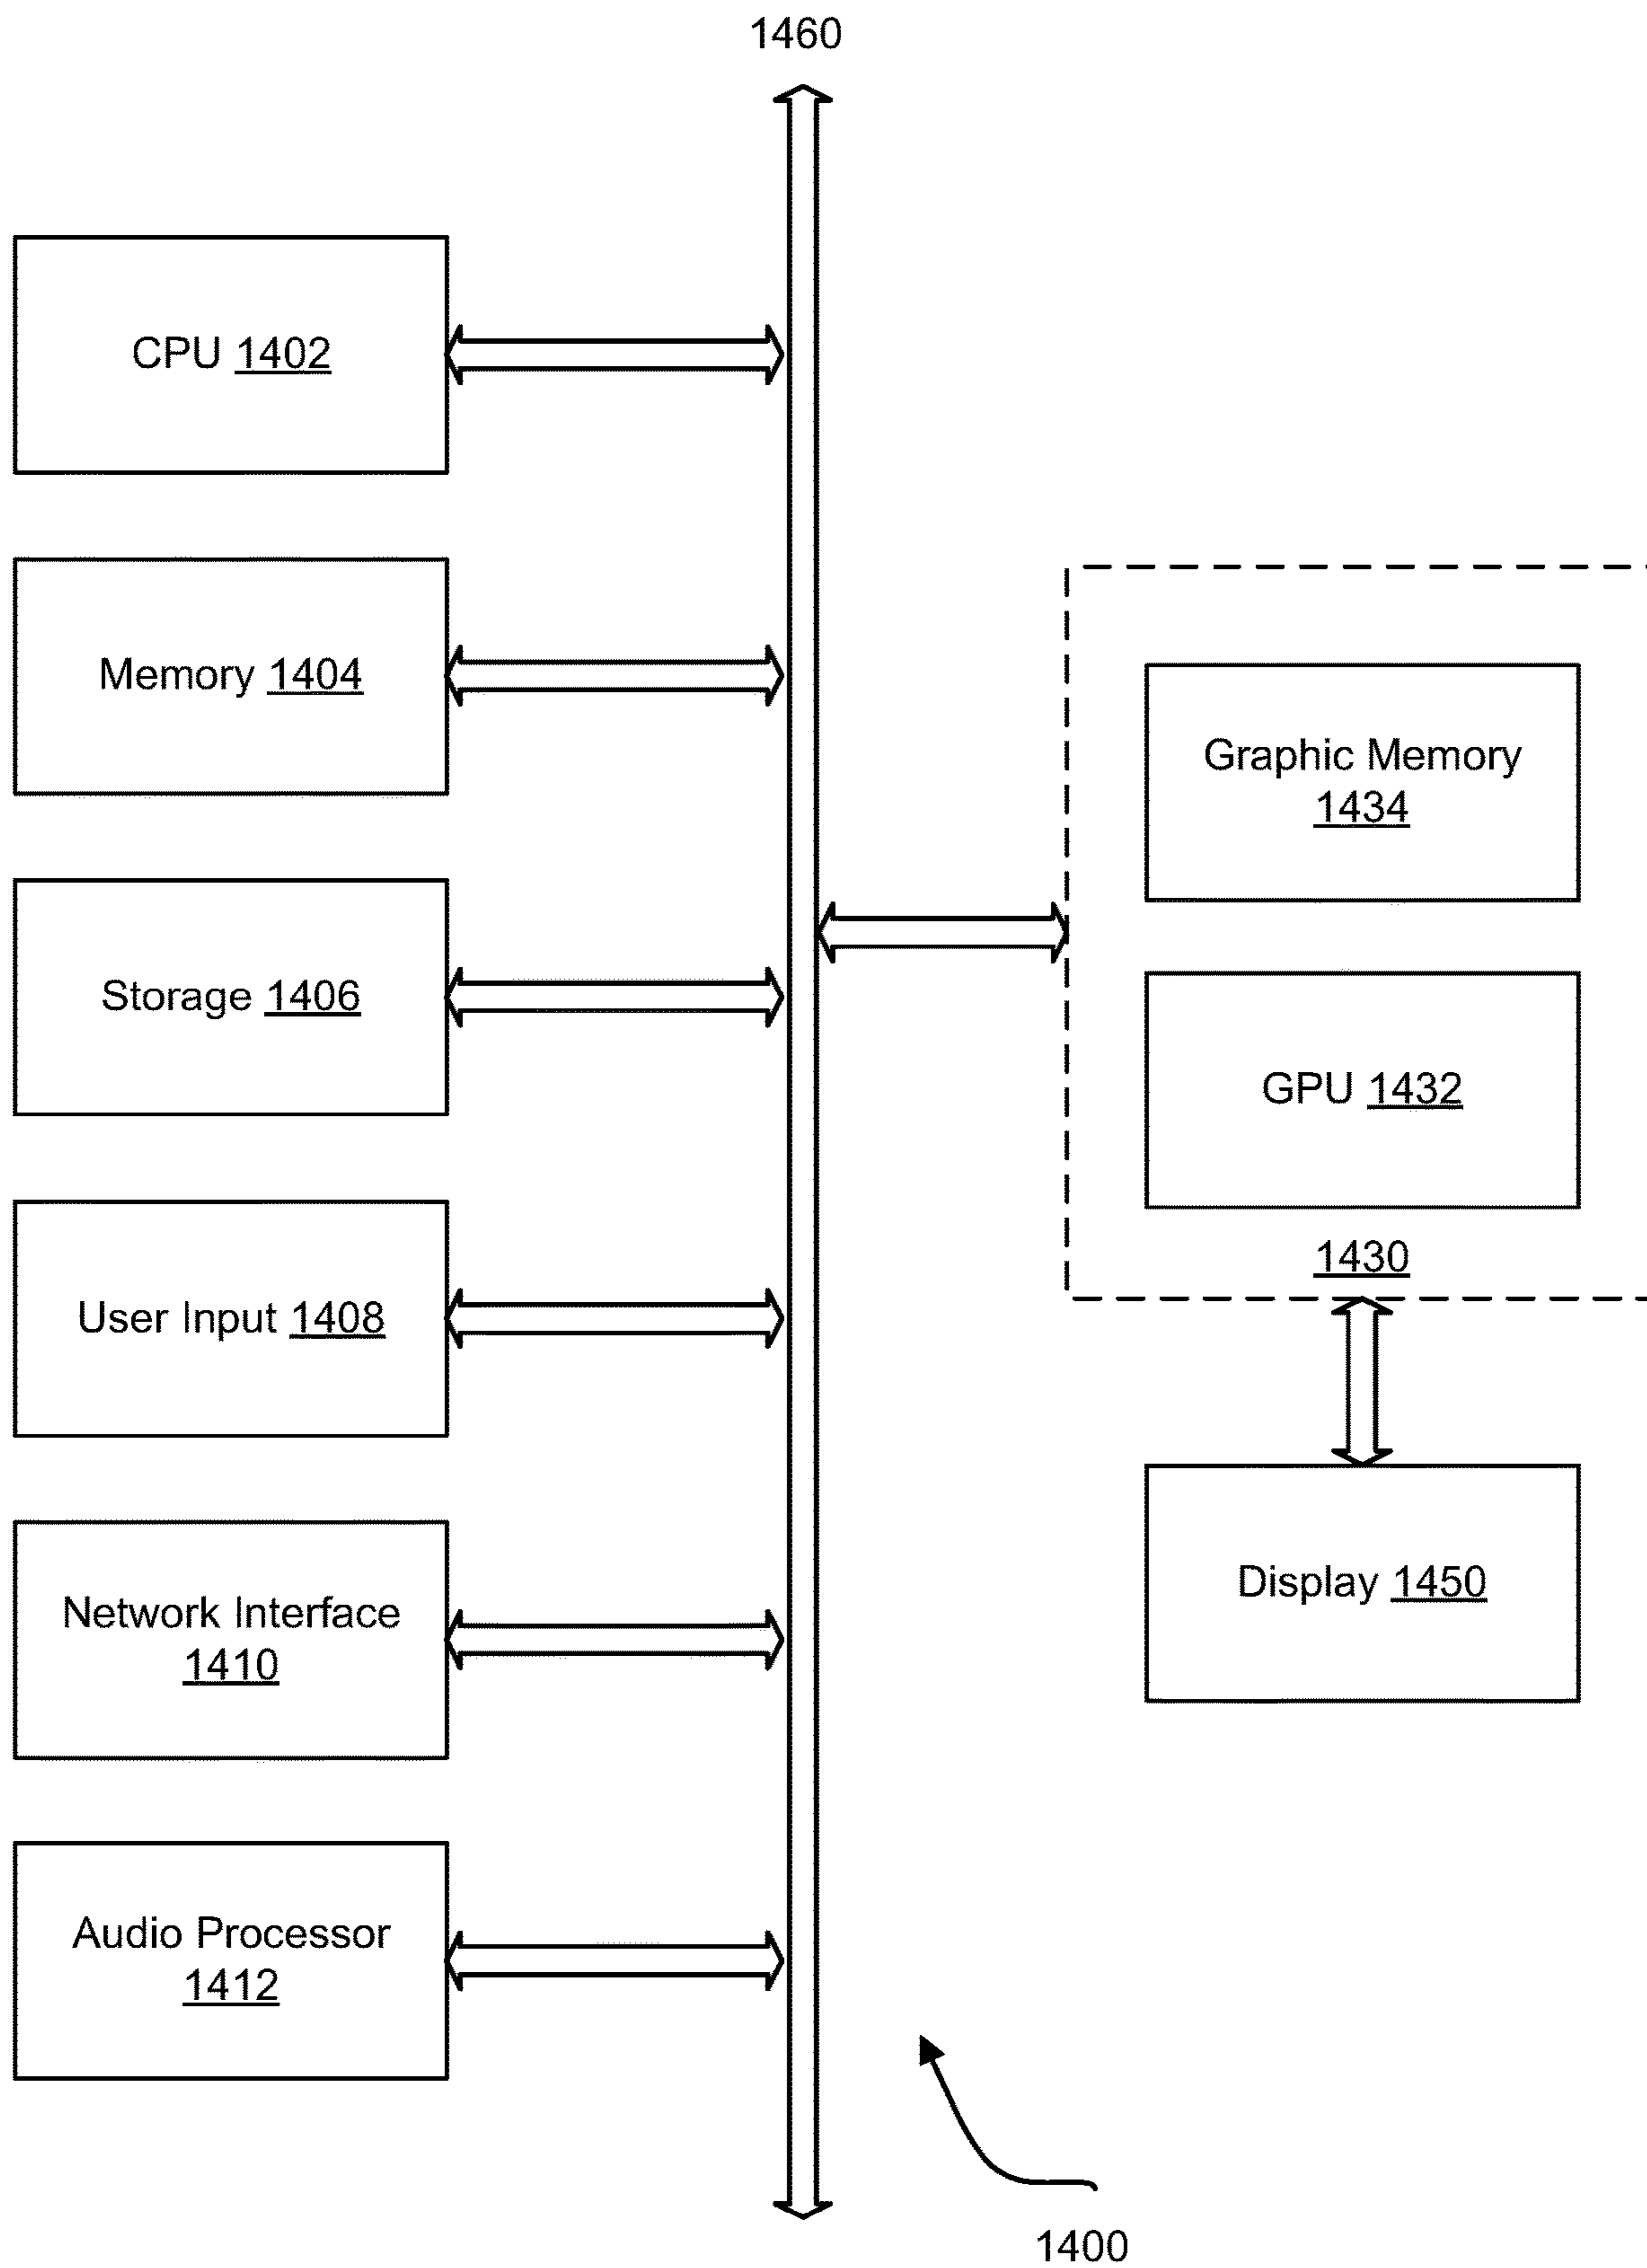 1460
CPU 1402
Memory 1404
Storage 1406
User Input 1408
Network Interface
1410
Audio Processor
1412
Graphic Memory
1434
GPU 1432
1430
Display 1450
1400